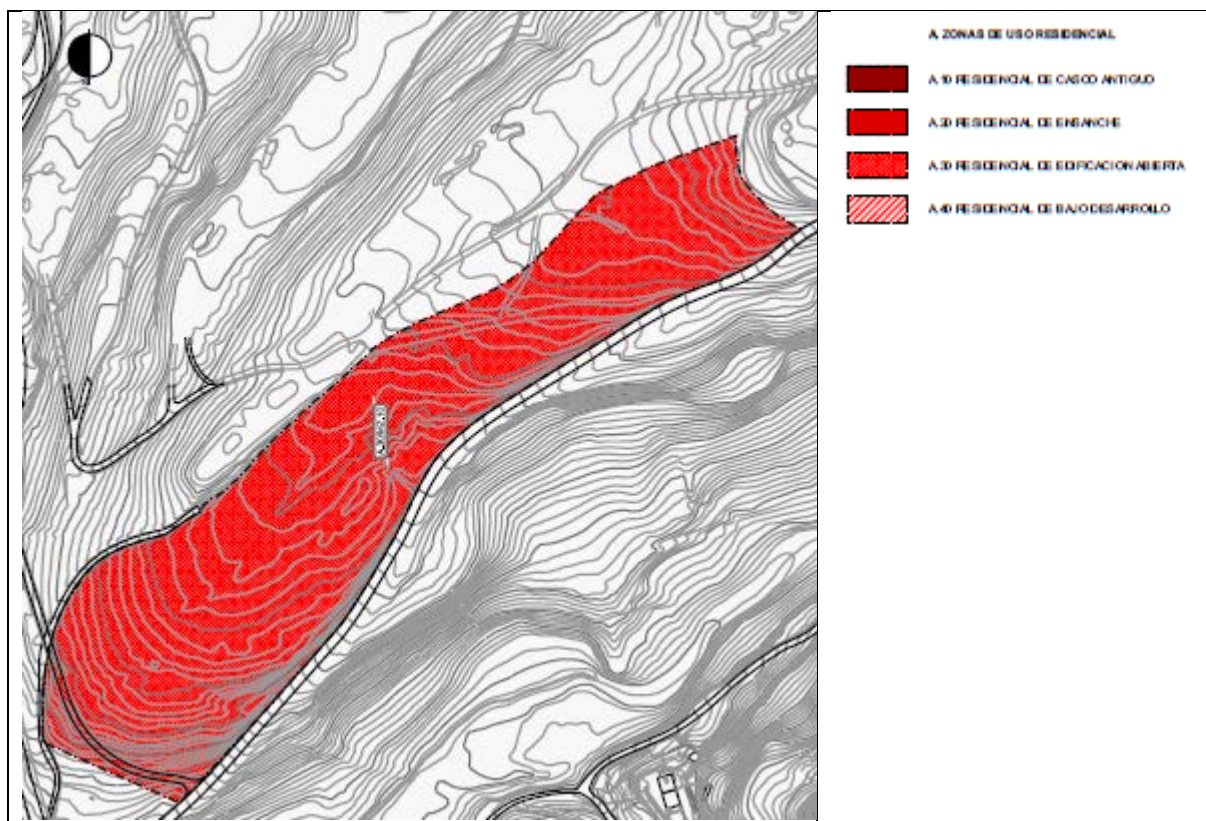 A. ZONAS DE USO RESIDENCIAL
A.10 RESIDENCIAL DE CASCO ANTIGUO
A.20 RESIDENCIAL DE ENSANCHE
A.30 RESIDENCIAL DE EDIFICACION ABIERTA
A.40 RESIDENCIAL DE BAJO DESARROLLO